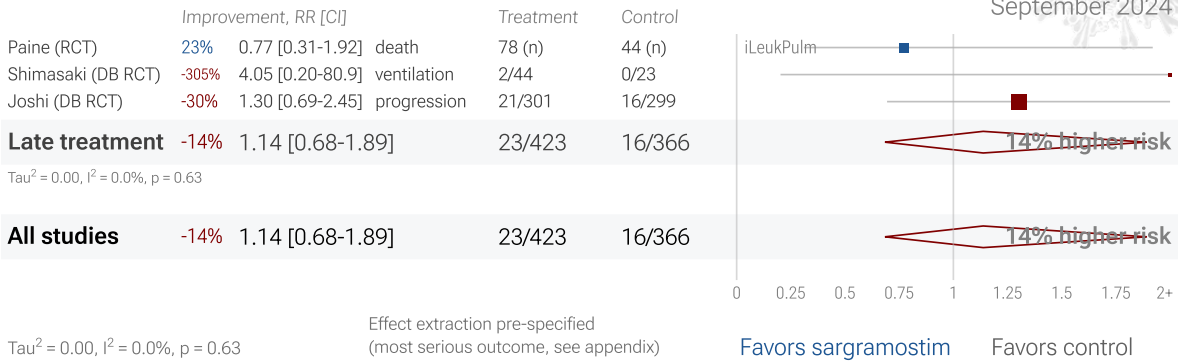 September 2024
Improvement, RR [CI] Treatment Control
Paine (RCT) 23% 0.77 [0.31-1.92] death 78 (n) 44 (n) iLeukPulm
Shimasaki (DB RCT) -305% 4.05 [0.20-80.9] ventilation 2/44 0/23
Joshi (DB RCT) -30% 1.30 [0.69-2.45] progression 21/301 16/299
Late treatment -14% 1.14 [0.68-1.89] 23/423 16/366 14% higher risk
Tau² = 0.00, I² = 0.0%, p = 0.63
All studies -14% 1.14 [0.68-1.89] 23/423 16/366 14% higher risk
0 0.25 0.5 0.75 1 1.25 1.5 1.75 2+
Effect extraction pre-specified
Tau² = 0.00, I² = 0.0%, p = 0.63 (most serious outcome, see appendix) Favors sargramostim Favors control